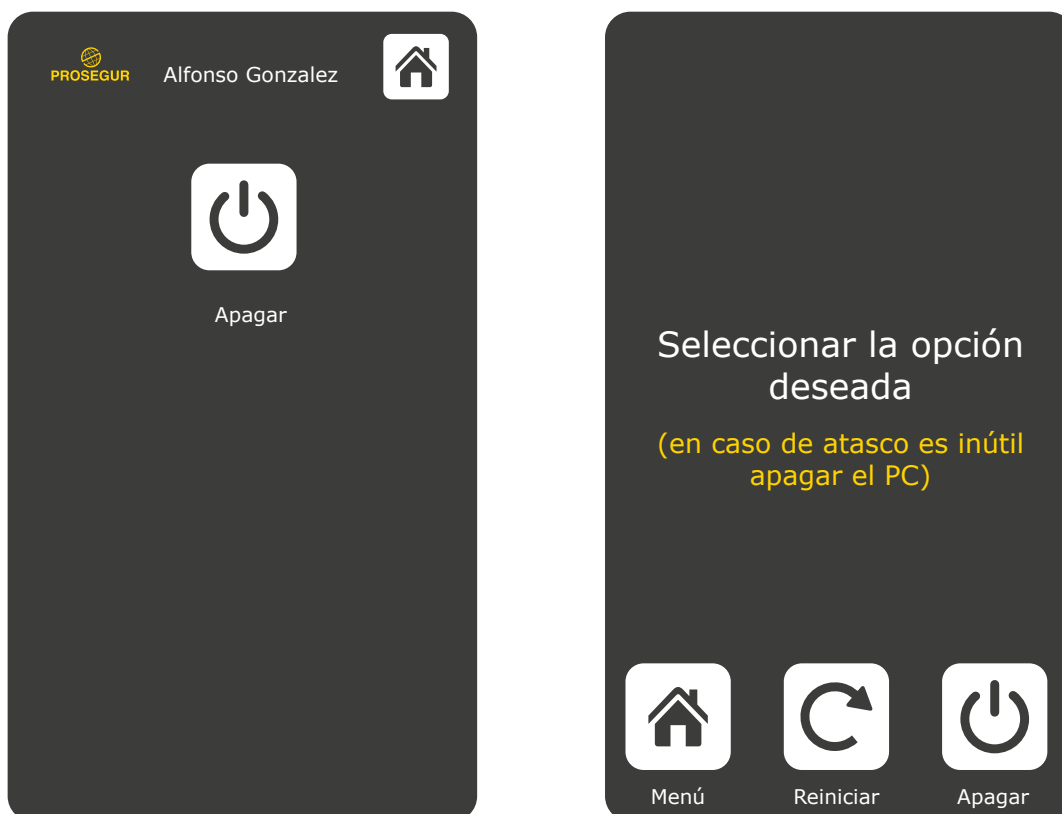 PROSEGUR
Alfonso Gonzalez
Apagar
Seleccionar la opción
deseada
(en caso de atasco es inútil
apagar el PC)
Menú
Reiniciar
Apagar